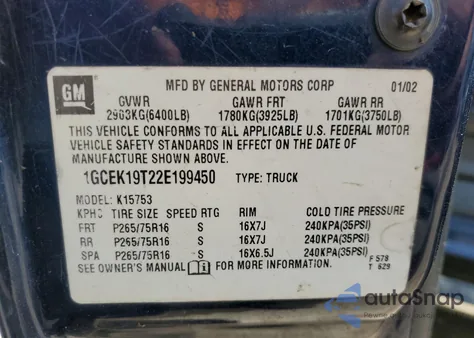 GM
MFD BY GENERAL MOTORS CORP 01/02
GVWR GAWR FRT GAWR RR
2903KG(6400LB) 1780KG(3925LB) 1701KG(3750LB)
THIS VEHICLE CONFORMS TO ALL APPLICABLE U.S. FEDERAL MOTOR
VEHICLE SAFETY STANDARDS IN EFFECT ON THE DATE OF
MANUFACTURE SHOWN ABOVE.
1GCEK19T22E199450 TYPE: TRUCK
MODEL: K15753
KPHC TIRE SIZE SPEED RTG RIM COLD TIRE PRESSURE
FRT P265/75R16 S 16X7J 240KPA(35PSI)
RR P265/75R16 S 16X7J 240KPA(35PSI)
SPA P265/75R16 S 16X6.5J 240KPA(35PSI)
SEE OWNER'S MANUAL FOR MORE INFORMATION.
F 578
T 529
autoSnap